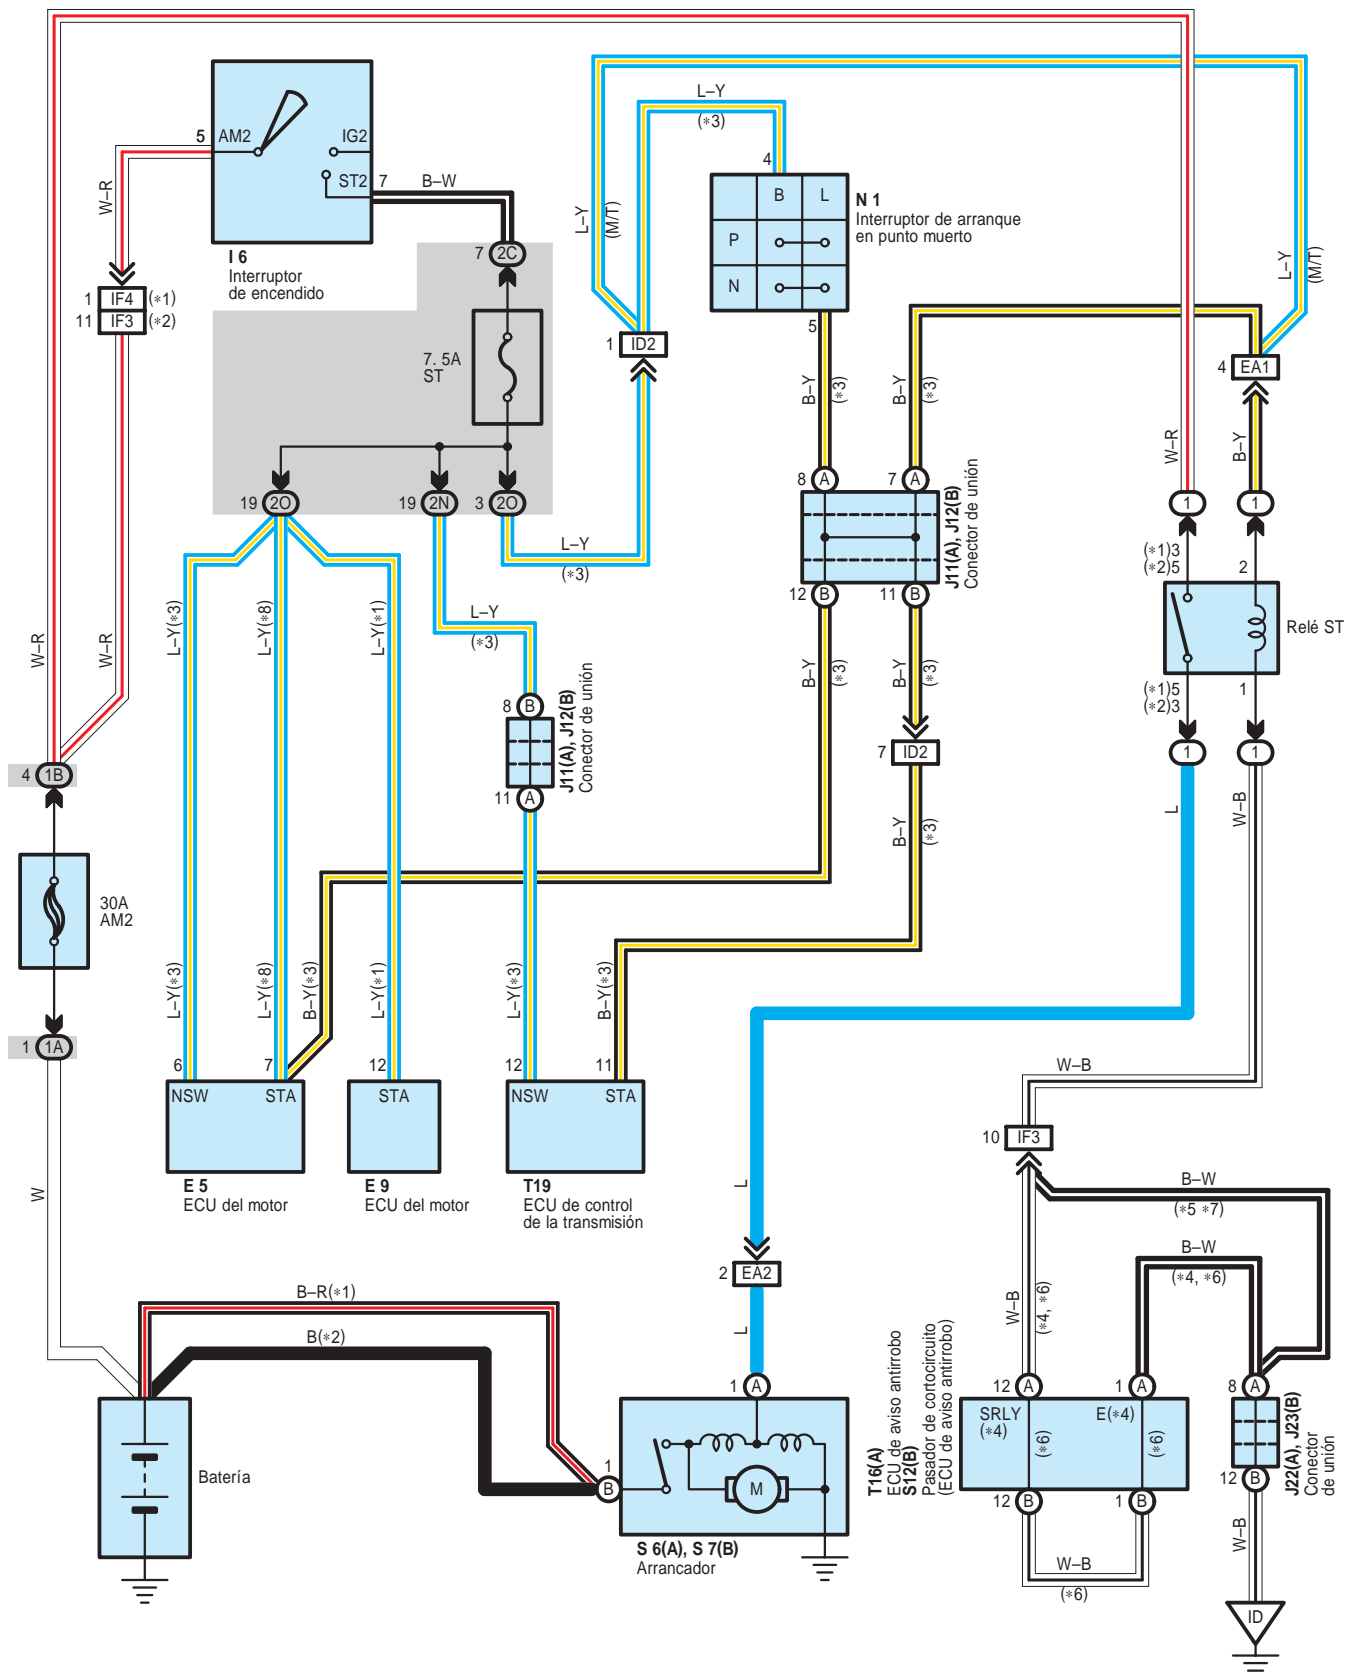 L–Y
(*3)
5
AM2
IG2
ST2
7
B–W
W–R
I 6
Interruptor
de encendido
7
2C
1
IF4
(*1)
11
IF3
(*2)
7. 5A
ST
L–Y
(M/T)
4
B
L
P
N
N 1
Interruptor de arranque
en punto muerto
5
1
ID2
L–Y
(M/T)
4
EA1
B–Y
(*3)
B–Y
(*3)
W–R
B–Y
19
2O
19
2N
3
2O
L–Y
(*3)
8
A
7
A
J11(A), J12(B)
Conector de unión
12
B
11
B
1
1
(*1)3
(*2)5
2
Relé ST
(*1)5
(*2)3
1
1
1
W–R
W–R
L–Y(*3)
L–Y(*8)
L–Y(*1)
L–Y
(*3)
8
B
J11(A), J12(B)
Conector de unión
11
A
B–Y
(*3)
B–Y
(*3)
7
ID2
B–Y
(*3)
L
W–B
4
1B
30A
AM2
1
1A
L–Y(*3)
L–Y(*8)
B–Y(*3)
L–Y(*1)
L–Y(*3)
B–Y(*3)
6
7
12
12
11
NSW
STA
STA
NSW
STA
E 5
ECU del motor
E 9
ECU del motor
T19
ECU de control
de la transmisión
W–B
10
IF3
B–W
(*5 *7)
B–W
(*4, *6)
W–B
(*4, *6)
W
L
2
EA2
L
B–R(*1)
B(*2)
Batería
1
A
1
B
M
S 6(A), S 7(B)
Arrancador
T16(A)
ECU de aviso antirrobo
S12(B)
Pasador de cortocircuito
(ECU de aviso antirrobo)
12
A
1
A
SRLY
(*4)
E(*4)
(*6)
(*6)
12
B
1
B
W–B
(*6)
8
A
J22(A), J23(B)
Conector
de unión
12
B
W–B
ID